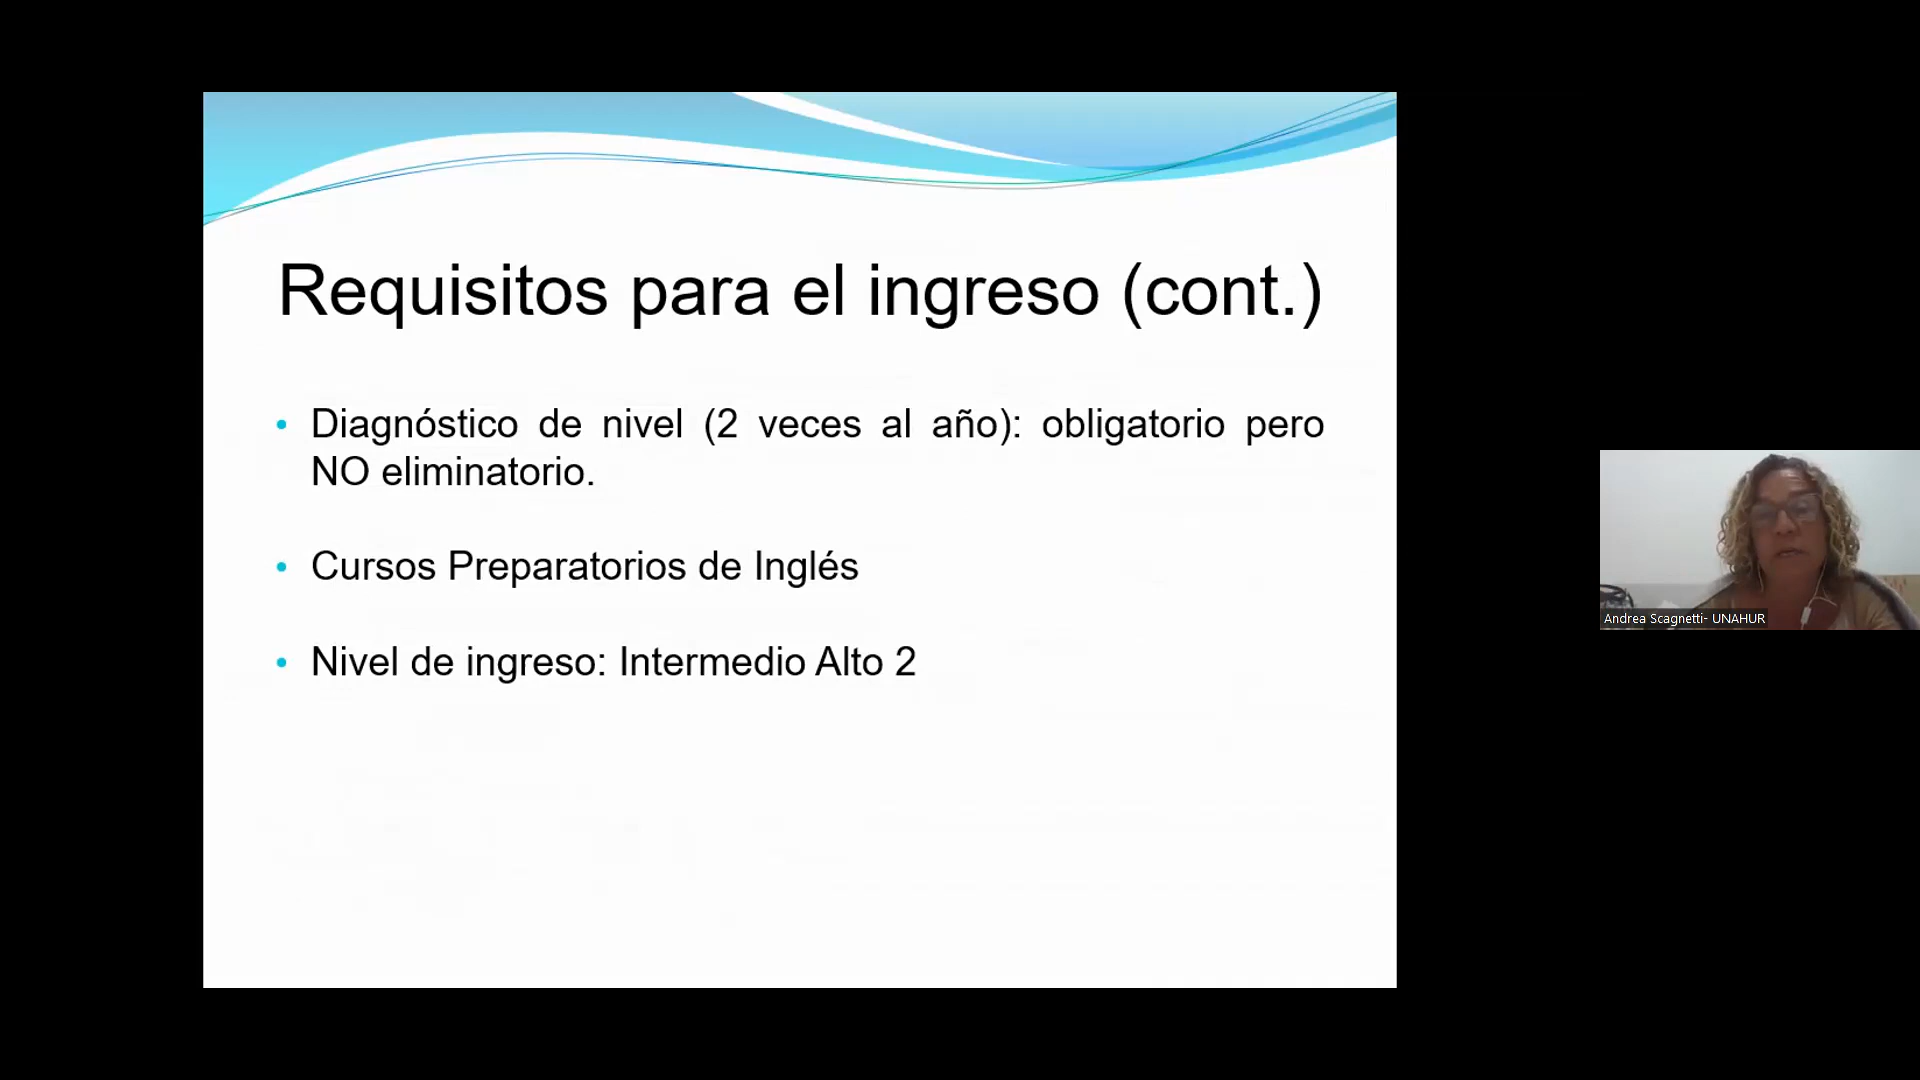 Requisitos para el ingreso (cont.)
• Diagnóstico de nivel (2 veces al año): obligatorio pero
NO eliminatorio.
• Cursos Preparatorios de Inglés
• Nivel de ingreso: Intermedio Alto 2
Andrea Scagnetti- UNAHUR